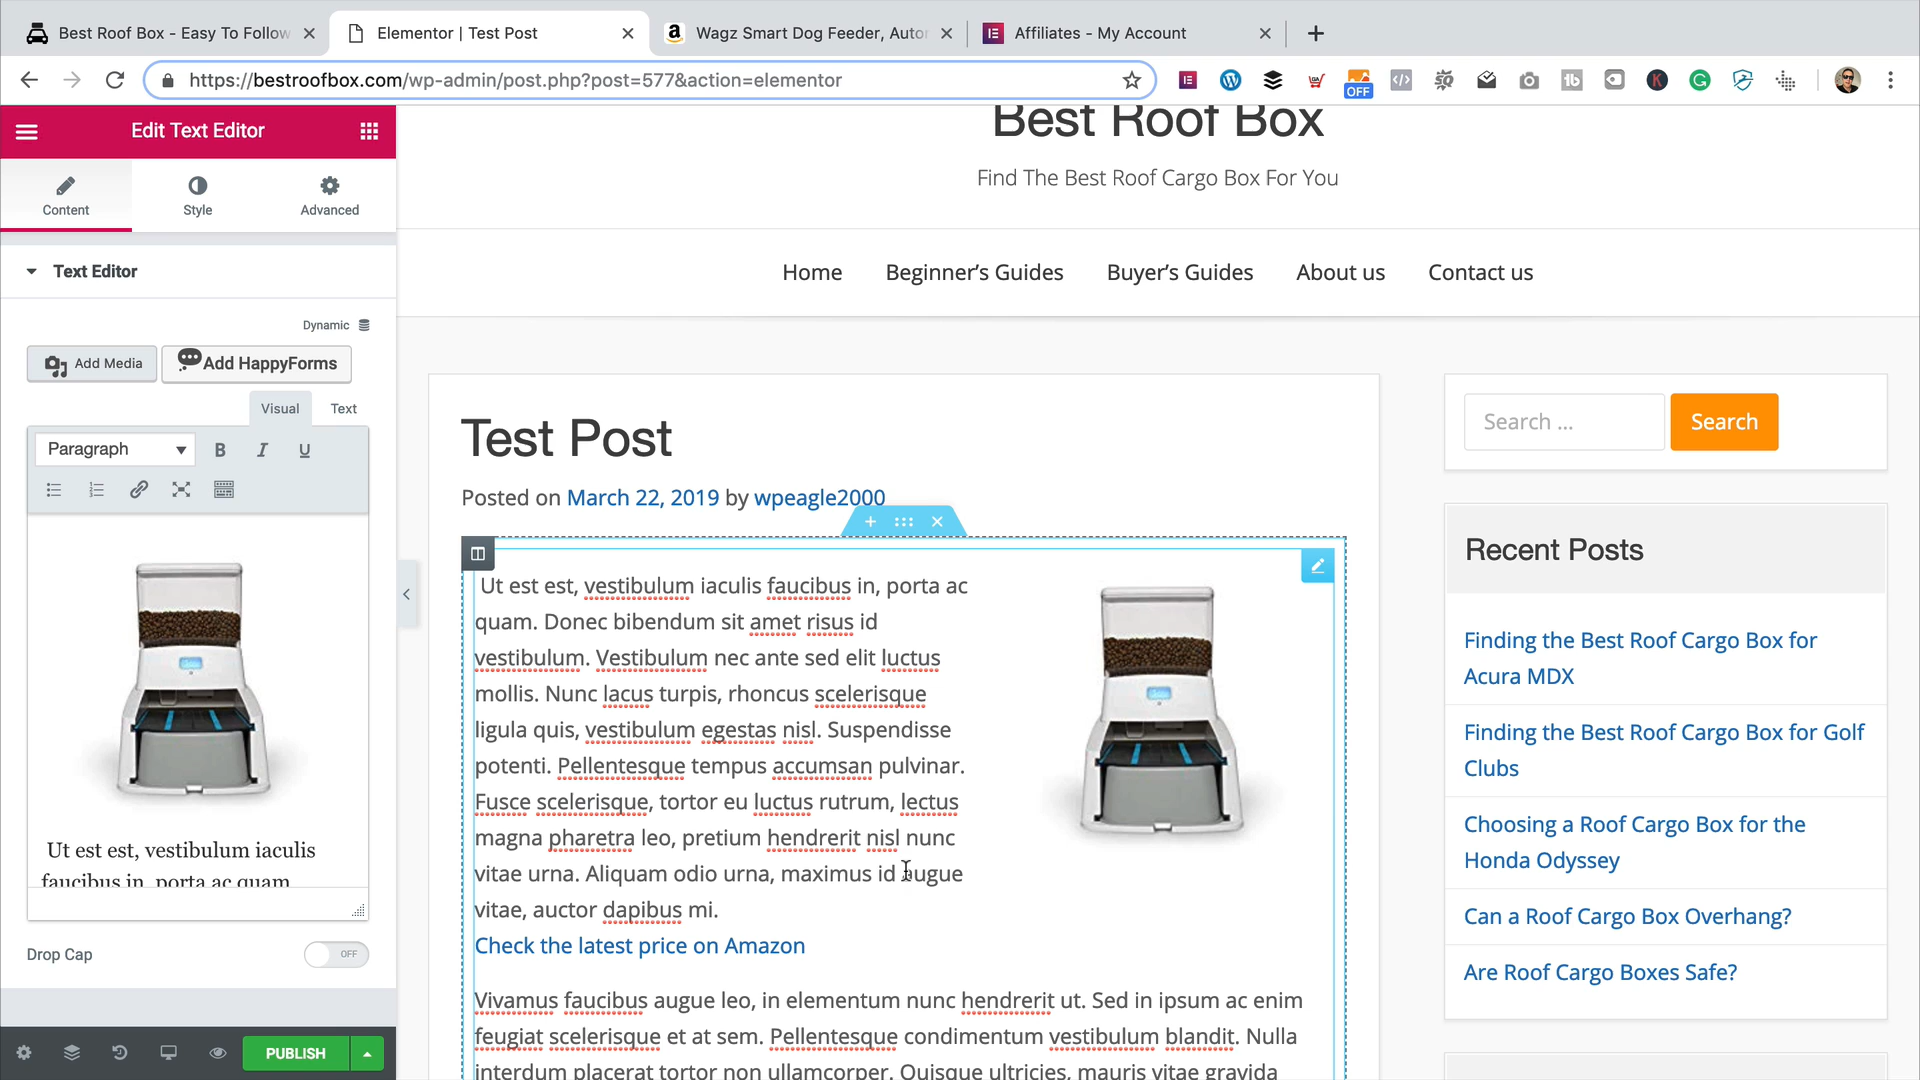 Best Roof Box - Easy To Follow
Elementor | Test Post
Wagz Smart Dog Feeder, Auto
Affiliates - My Account
https://bestroofbox.com/wp-admin/post.php?post=577&action=elementor
OFF
Edit Text Editor
Content
Style
Advanced
Text Editor
Dynamic
Add Media
Add HappyForms
Visual
Text
Paragraph
B
I
U
Ut est est, vestibulum iaculis
faucibus in, porta ac quam
Drop Cap
OFF
PUBLISH
Best Roof Box
Find The Best Roof Cargo Box For You
Home
Beginner’s Guides
Buyer’s Guides
About us
Contact us
Test Post
Posted on March 22, 2019 by wpeagle2000
Ut est est, vestibulum iaculis faucibus in, porta ac
quam. Donec bibendum sit amet risus id
vestibulum. Vestibulum nec ante sed elit luctus
mollis. Nunc lacus turpis, rhoncus scelerisque
ligula quis, vestibulum egestas nisl. Suspendisse
potenti. Pellentesque tempus accumsan pulvinar.
Fusce scelerisque, tortor eu luctus rutrum, lectus
magna pharetra leo, pretium hendrerit nisl nunc
vitae urna. Aliquam odio urna, maximus id augue
vitae, auctor dapibus mi.
Check the latest price on Amazon
Vivamus faucibus augue leo, in elementum nunc hendrerit ut. Sed in ipsum ac enim
feugiat scelerisque et at sem. Pellentesque condimentum vestibulum blandit. Nulla
interdum placerat tortor non ullamcorper. Quisque ultricies, mauris vitae gravida
Search ...
Search
Recent Posts
Finding the Best Roof Cargo Box for
Acura MDX
Finding the Best Roof Cargo Box for Golf
Clubs
Choosing a Roof Cargo Box for the
Honda Odyssey
Can a Roof Cargo Box Overhang?
Are Roof Cargo Boxes Safe?